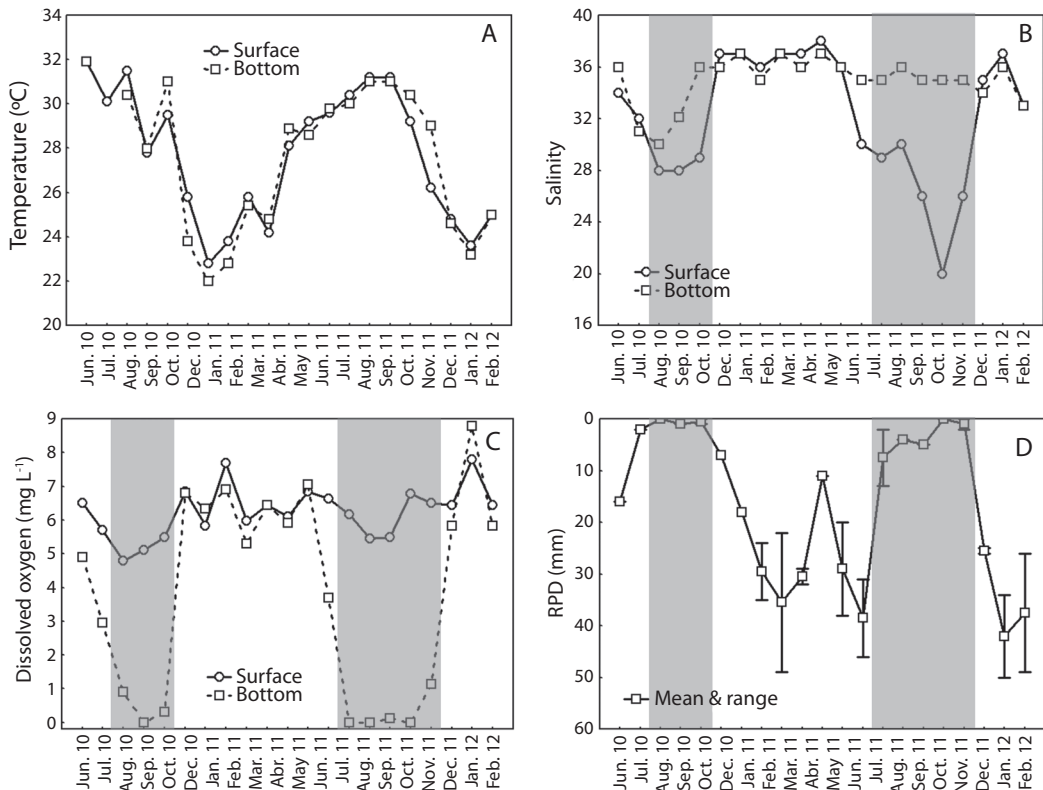 A
Temperature (ºC)
34
32
30
28
26
24
22
20
Surface
Bottom
Jun. 10
Jul. 10
Aug. 10
Sep. 10
Oct. 10
Dec. 10
Jan. 11
Feb. 11
Mar. 11
Abr. 11
May 11
Jun. 11
Jul. 11
Aug. 11
Sep. 11
Oct. 11
Nov. 11
Dec. 11
Jan. 12
Feb. 12
B
Salinity
40
36
32
28
24
20
16
Surface
Bottom
Jun. 10
Jul. 10
Aug. 10
Sep. 10
Oct. 10
Dec. 10
Jan. 11
Feb. 11
Mar. 11
Abr. 11
May 11
Jun. 11
Jul. 11
Aug. 11
Sep. 11
Oct. 11
Nov. 11
Dec. 11
Jan. 12
Feb. 12
C
Dissolved oxygen (mg L⁻¹)
9
8
7
6
5
4
3
2
1
0
Surface
Bottom
Jun. 10
Jul. 10
Aug. 10
Sep. 10
Oct. 10
Dec. 10
Jan. 11
Feb. 11
Mar. 11
Abr. 11
May 11
Jun. 11
Jul. 11
Aug. 11
Sep. 11
Oct. 11
Nov. 11
Dec. 11
Jan. 12
Feb. 12
D
RPD (mm)
0
10
20
30
40
50
60
Mean & range
Jun. 10
Jul. 10
Aug. 10
Sep. 10
Oct. 10
Dec. 10
Jan. 11
Feb. 11
Mar. 11
Abr. 11
May 11
Jun. 11
Jul. 11
Aug. 11
Sep. 11
Oct. 11
Nov. 11
Dec. 11
Jan. 12
Feb. 12